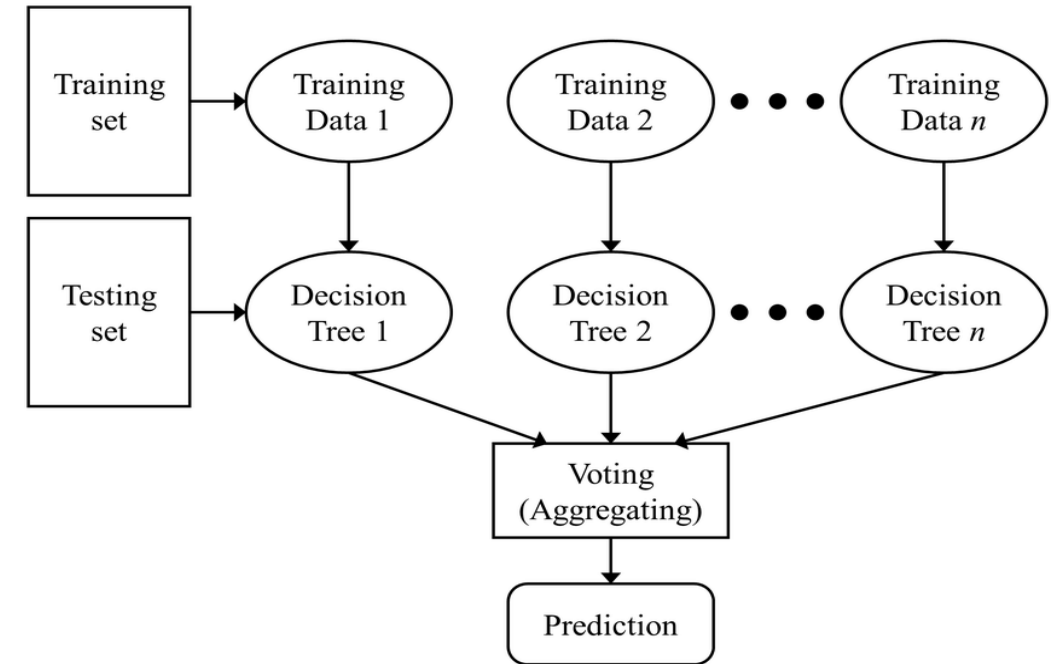 Training
set
Training
Data 1
Training
Data 2
Training
Data n
Testing
set
Decision
Tree 1
Decision
Tree 2
Decision
Tree n
Voting
(Aggregating)
Prediction